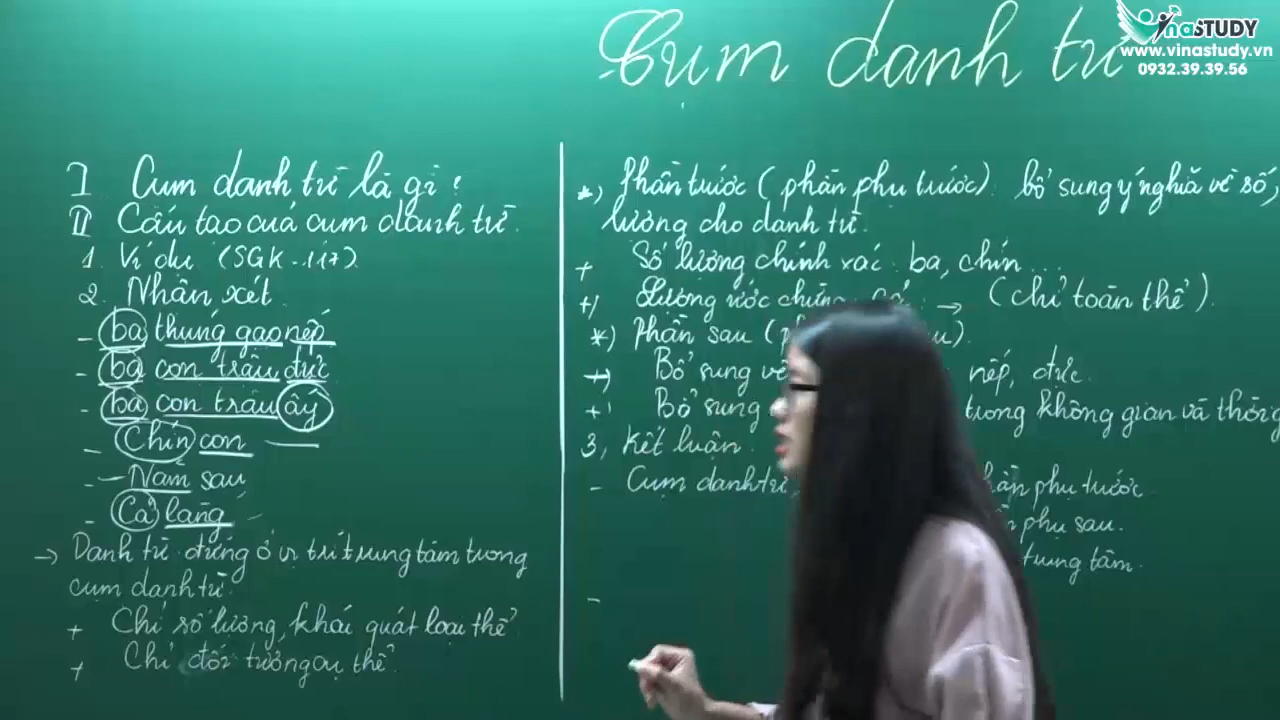 VinaSTUDY
www.vinastudy.vn
0932.39.39.56
Cụm danh từ
I Cụm danh từ là gì?
II Cấu tạo của cụm danh từ.
1. Ví dụ (SGK-117)
2. Nhận xét.
- ba thúng gạo nếp
- ba con trâu đực
- ba con trâu ấy
- Chín con
- Năm sau
- Cả làng
→ Danh từ đứng ở vị trí trung tâm trong
cụm danh từ.
+ Chỉ số lượng, khái quát loại thể
+ Chỉ đối tượng cụ thể.
*) Phần trước (phần phụ trước). bổ sung ý nghĩa về số,
lượng cho danh từ.
+ Số lượng chính xác: ba, chín...
+) Lượng ước chừng → (chỉ toàn thể).
*) Phần sau
+) Bổ sung về nếp, đực.
+) Bổ sung trong không gian và thời
3, Kết luận.
- Cụm danh từ phần phụ trước
phụ sau.
trung tâm.
-